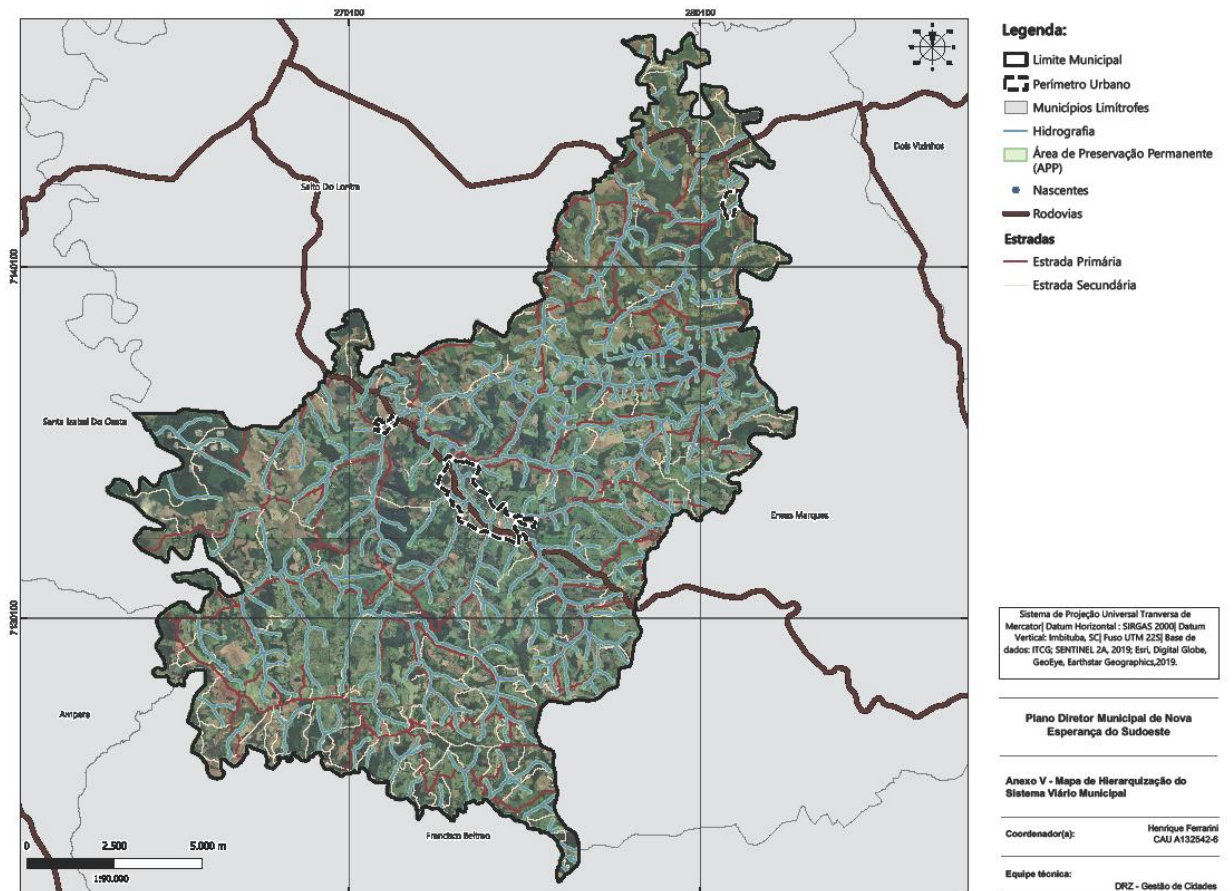 270100
280100
Legenda:
Limite Municipal
Perímetro Urbano
Municípios Limítrofes
Hidrografia
Área de Preservação Permanente
(APP)
Nascentes
Rodovias
Estradas
Estrada Primária
Estrada Secundária
Dois Vizinhos
Salto Do Lontra
7140100
Santa Izabel Do Oeste
Eneas Marques
7130100
Ampere
Francisco Beltrao
0 2.500 5.000 m
1:90.000
Sistema de Projeção Universal Tranversa de
Mercator| Datum Horizontal : SIRGAS 2000| Datum
Vertical: Imbituba, SC| Fuso UTM 22S| Base de
dados: ITCG; SENTINEL 2A, 2019; Esri, Digital Globe,
GeoEye, Earthstar Geographics,2019.
Plano Diretor Municipal de Nova
Esperança do Sudoeste
Anexo V - Mapa de Hierarquização do
Sistema Viário Municipal
Coordenador(a):
Henrique Ferrarini
CAU A132542-6
Equipe técnica:
DRZ - Gestão de Cidades